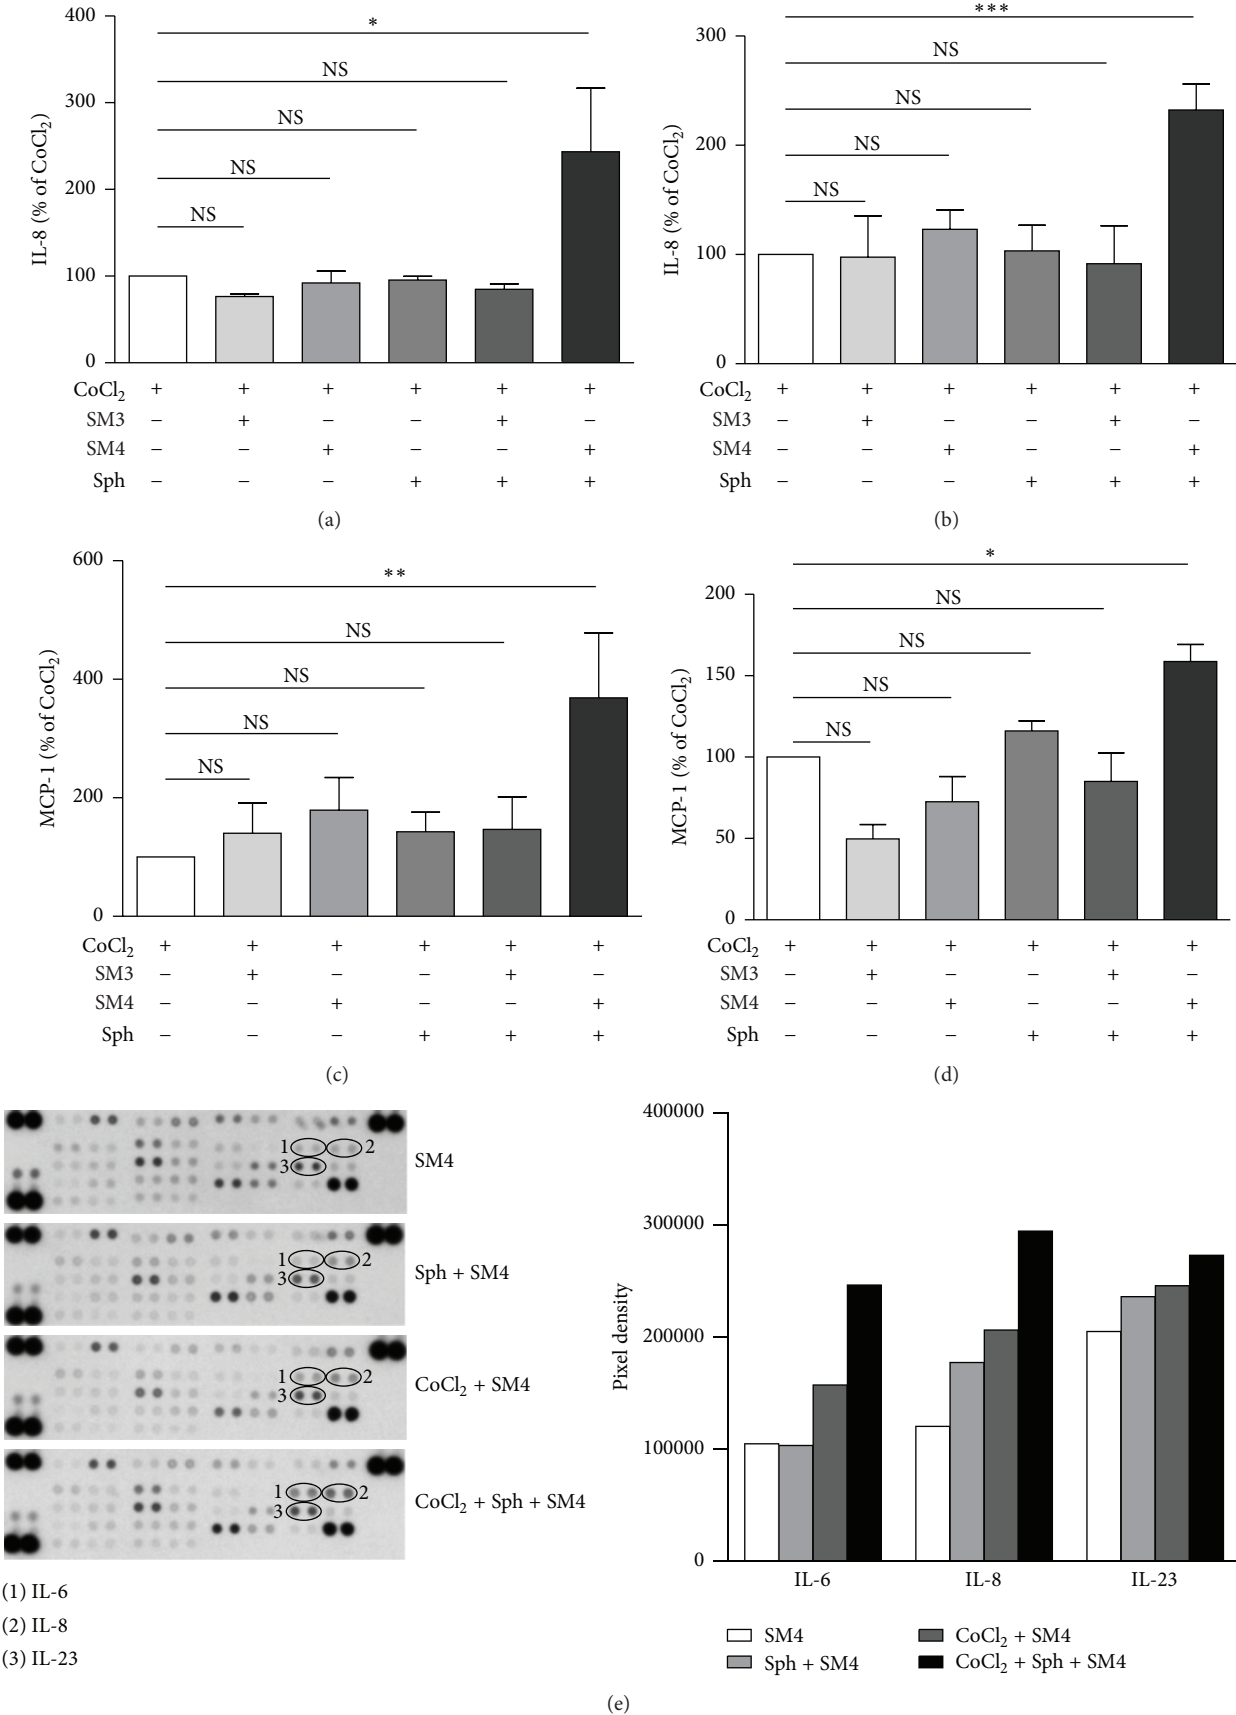 400
300
200
100
0
IL-8 (% of CoCl₂)
*
NS
NS
NS
NS
NS
CoCl₂ + + + + + +
SM3 − + − − + −
SM4 − − + − − +
Sph − − − + + +
(a)
300
200
100
0
IL-8 (% of CoCl₂)
***
NS
NS
NS
NS
NS
CoCl₂ + + + + + +
SM3 − + − − + −
SM4 − − + − − +
Sph − − − + + +
(b)
600
400
200
0
MCP-1 (% of CoCl₂)
**
NS
NS
NS
NS
NS
CoCl₂ + + + + + +
SM3 − + − − + −
SM4 − − + − − +
Sph − − − + + +
(c)
200
150
100
50
0
MCP-1 (% of CoCl₂)
*
NS
NS
NS
NS
NS
CoCl₂ + + + + + +
SM3 − + − − + −
SM4 − − + − − +
Sph − − − + + +
(d)
1 2
3
SM4
1 2
3
Sph + SM4
1 2
3
CoCl₂ + SM4
1 2
3
CoCl₂ + Sph + SM4
(1) IL-6
(2) IL-8
(3) IL-23
400000
300000
200000
100000
0
Pixel density
IL-6 IL-8 IL-23
SM4
Sph + SM4
CoCl₂ + SM4
CoCl₂ + Sph + SM4
(e)